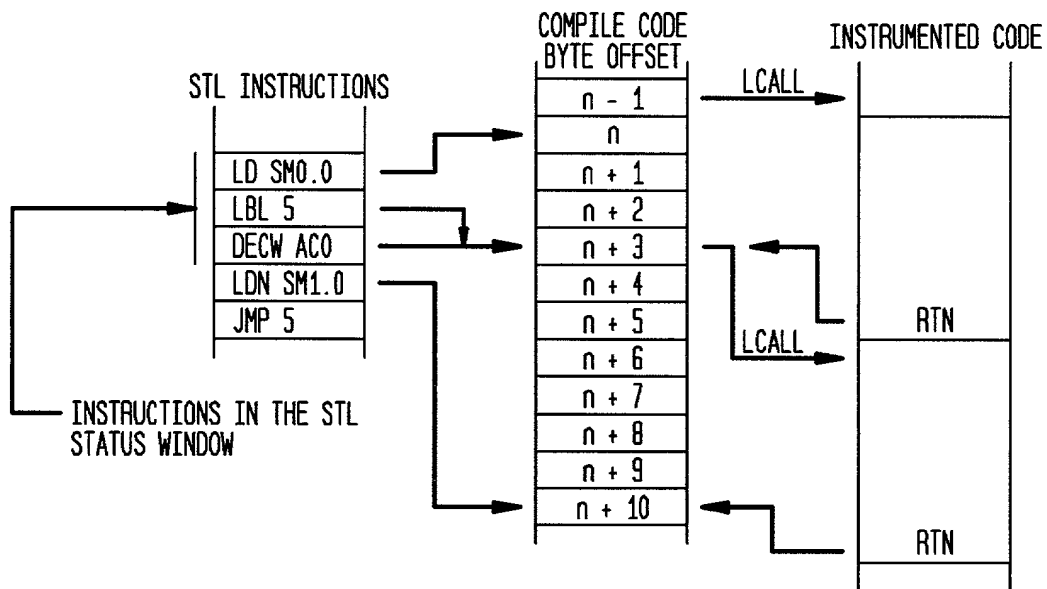 COMPILE CODE
BYTE OFFSET
INSTRUMENTED CODE
STL INSTRUCTIONS
n - 1
LCALL
n
LD SM0.0
n + 1
LBL 5
n + 2
DECW AC0
n + 3
LDN SM1.0
n + 4
JMP 5
n + 5
RTN
LCALL
n + 6
n + 7
INSTRUCTIONS IN THE STL
STATUS WINDOW
n + 8
n + 9
n + 10
RTN